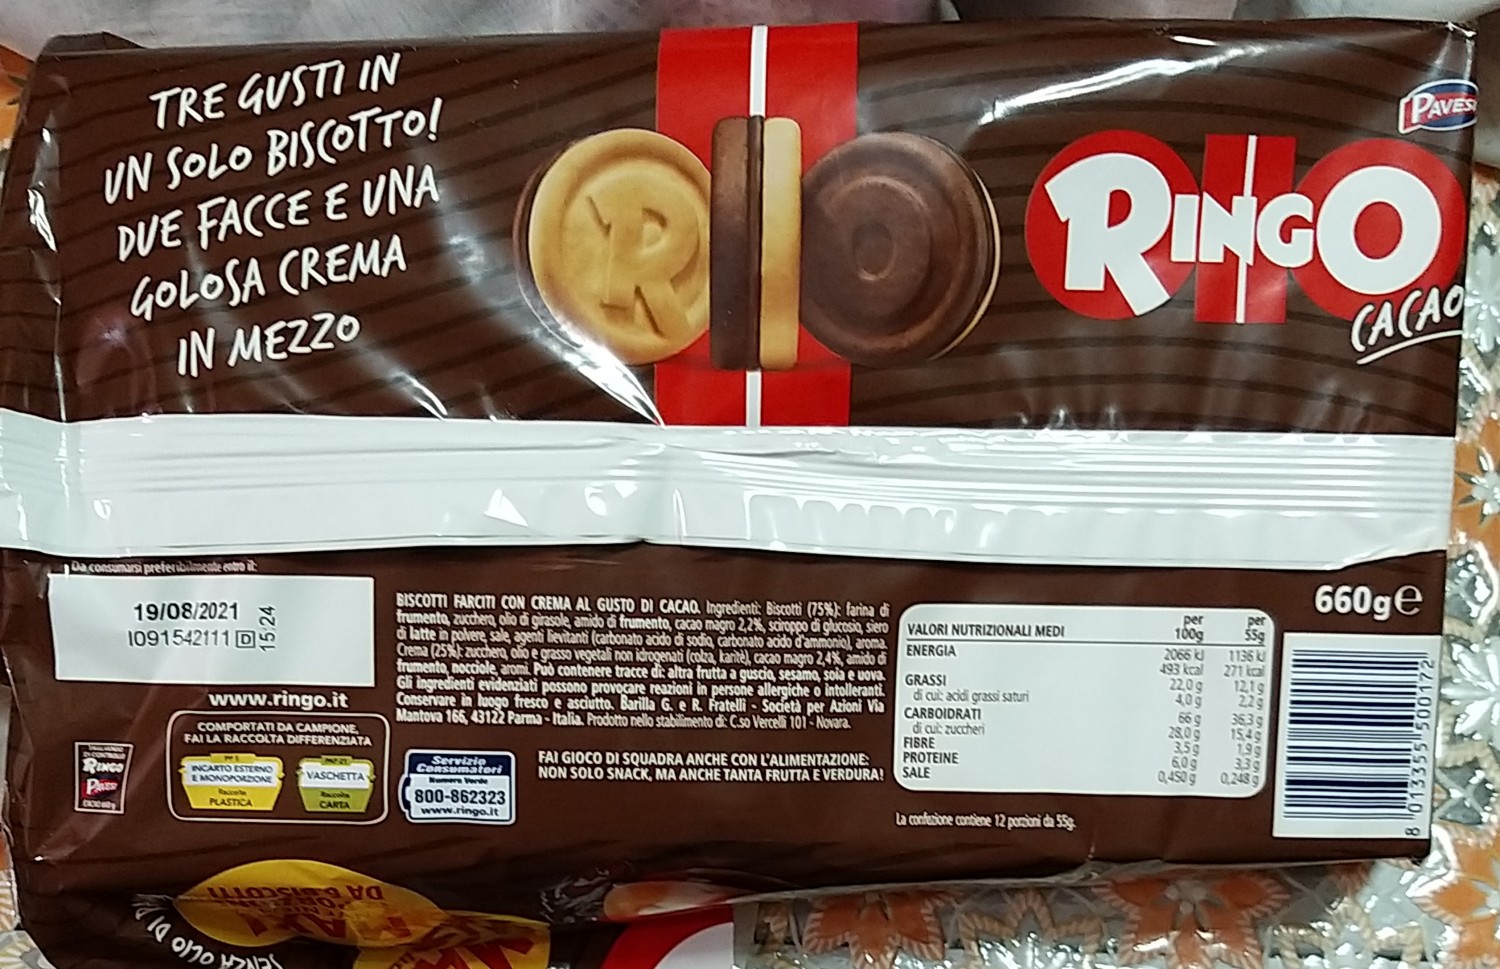 TRE GUSTI IN
UN SOLO BISCOTTO!
DUE FACCE E UNA
GOLOSA CREMA
IN MEZZO
PAVESI
RINGO
CACAO
Da consumarsi preferibilmente entro il:
19/08/2021
1091542111 D
15:24
www.ringo.it
COMPORTATI DA CAMPIONE,
FAI LA RACCOLTA DIFFERENZIATA
INCARTO ESTERNO
E MONOPORZIONE
Raccolta
PLASTICA
VASCHETTA
Raccolta
CARTA
RINGO
PAVESI
BISCOTTI FARCITI CON CREMA AL GUSTO DI CACAO. Ingredienti: Biscotti (75%): farina di
frumento, zucchero, olio di girasole, amido di frumento, cacao magro 2,2%, sciroppo di glucosio, siero
di latte in polvere, sale, agenti lievitanti (carbonato acido di sodio, carbonato acido d'ammonio), aroma.
Crema (25%): zucchero, olio e grasso vegetali non idrogenati (colza, karité), cacao magro 2,4%, amido di
frumento, nocciole, aromi. Può contenere tracce di: altra frutta a guscio, sesamo, soia e uova.
Gli ingredienti evidenziati possono provocare reazioni in persone allergiche o intolleranti.
Conservare in luogo fresco e asciutto. Barilla G. e R. Fratelli - Società per Azioni Via
Mantova 166, 43122 Parma - Italia. Prodotto nello stabilimento di: C.so Vercelli 101 - Novara.
Servizio
Consumatori
Numero Verde
800-862323
www.ringo.it
FAI GIOCO DI SQUADRA ANCHE CON L'ALIMENTAZIONE:
NON SOLO SNACK, MA ANCHE TANTA FRUTTA E VERDURA!
VALORI NUTRIZIONALI MEDI per 100g per 55g
ENERGIA 2066 kJ 1136 kJ
493 kcal 271 kcal
GRASSI 22,0 g 12,1 g
di cui: acidi grassi saturi 4,0 g 2,2 g
CARBOIDRATI 66 g 36,3 g
di cui: zuccheri 28,0 g 15,4 g
FIBRE 3,5 g 1,9 g
PROTEINE 6,0 g 3,3 g
SALE 0,450 g 0,248 g
La confezione contiene 12 porzioni da 55g.
660g e
8 013355 500172
DA 6 BISCOTTI
MAXI
SENZA OLIO DI